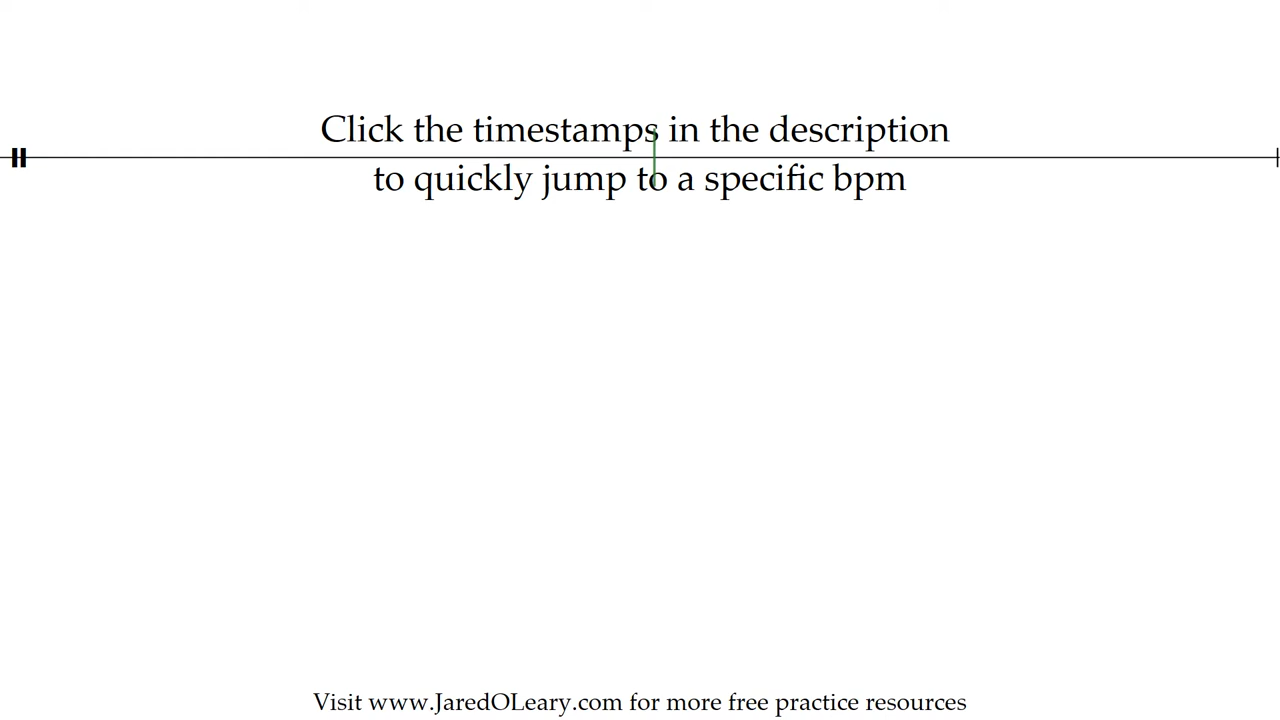 Click the timestamps in the description
to quickly jump to a specific bpm
Visit www.JaredOLeary.com for more free practice resources